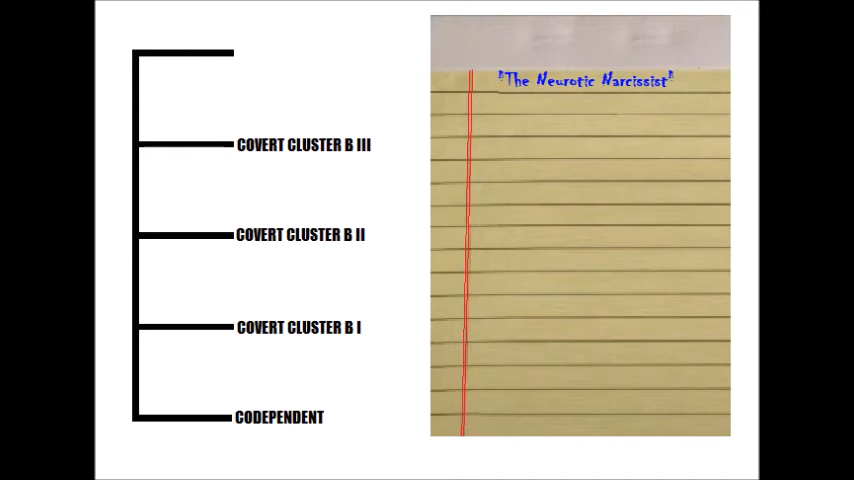 "The Neurotic Narcissist"
COVERT CLUSTER B III
COVERT CLUSTER B II
COVERT CLUSTER B I
CODEPENDENT